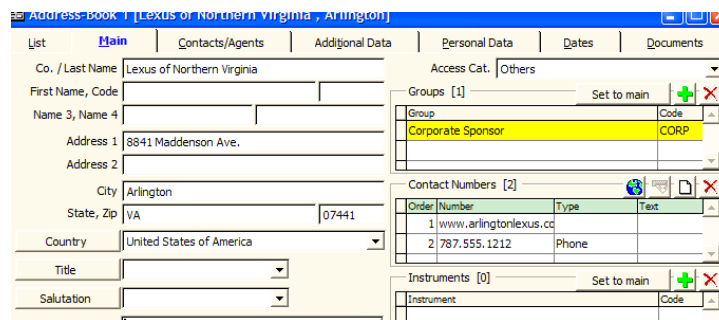 Address-Book 1 [Lexus of Northern Virginia , Arlington]
List Main Contacts/Agents Additional Data Personal Data Dates Documents
Co. / Last Name Lexus of Northern Virginia
First Name, Code
Name 3, Name 4
Address 1 8841 Maddenson Ave.
Address 2
City Arlington
State, Zip VA 07441
Country United States of America
Title
Salutation
Access Cat. Others
Groups [1] Set to main
Group Code
Corporate Sponsor CORP
Contact Numbers [2]
Order Number Type Text
1 www.arlingtonlexus.cc
2 787.555.1212 Phone
Instruments [0] Set to main
Instrument Code